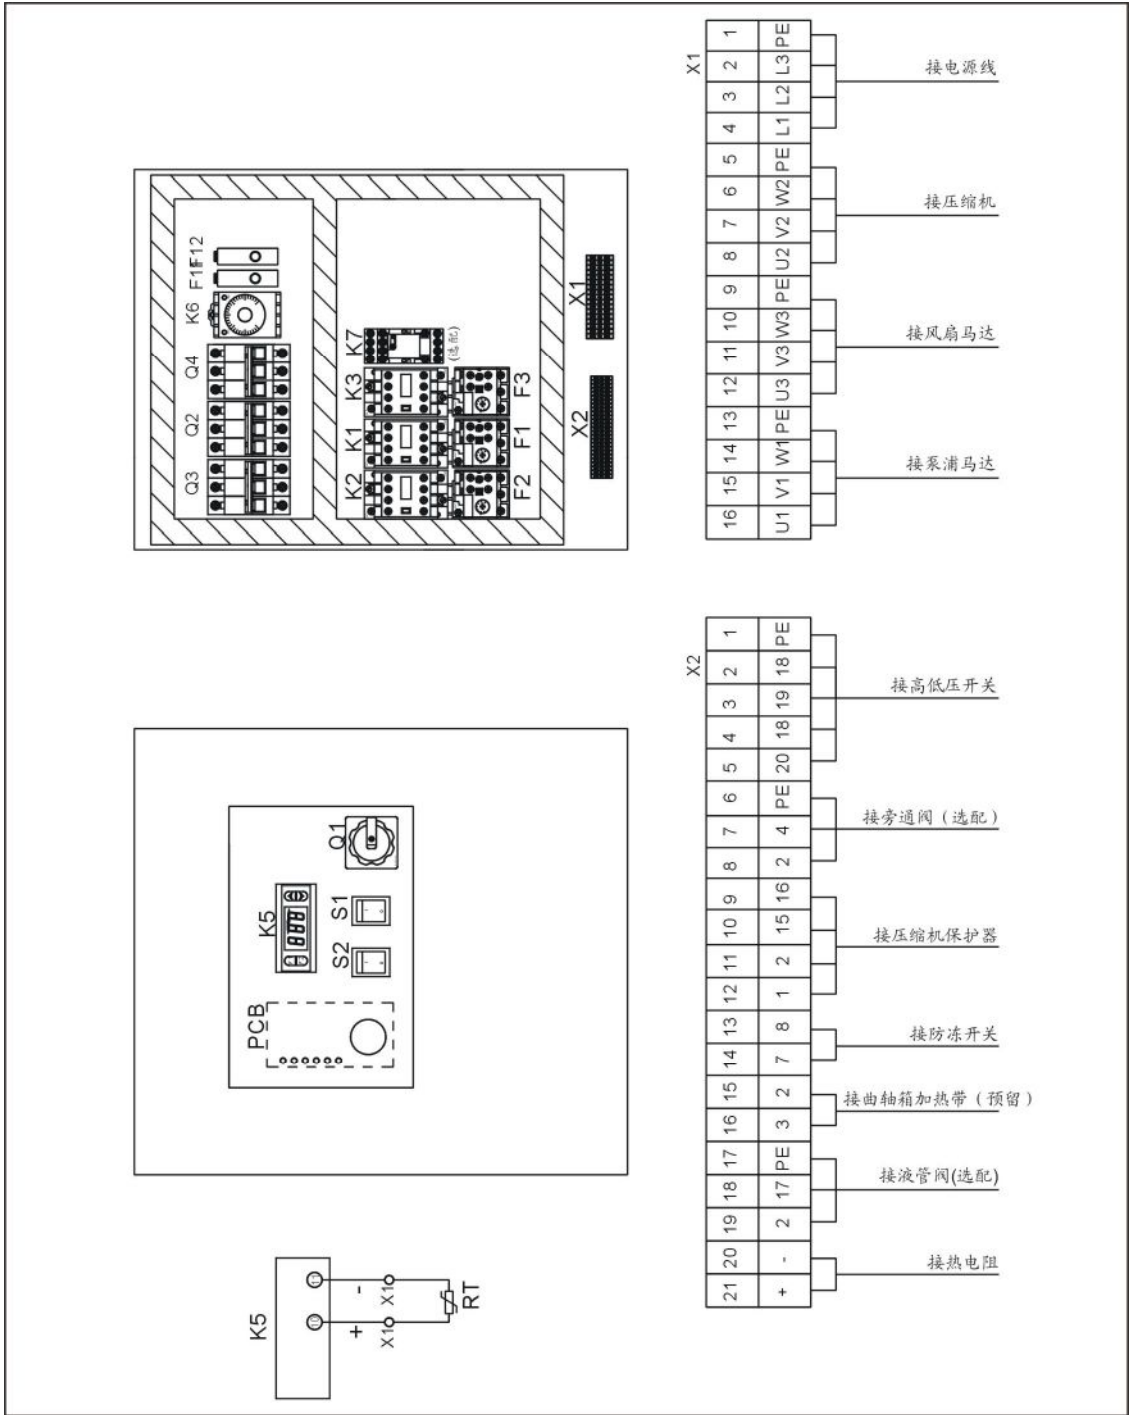 X1
1 PE
2 L3
3 L2
4 L1
接电源线
5 PE
6 W2
7 V2
8 U2
接压缩机
9 PE
10 W3
11 V3
12 U3
接风扇马达
13 PE
14 W1
15 V1
16 U1
接泵浦马达
F11 F12
K6
Q4
Q2
Q3
K7
(选配)
K3
K1
K2
F3
F1
F2
X1
X2
X2
1 PE
2 18
3 19
4 18
5 20
接高低压开关
6 PE
7 4
8 2
接旁通阀（选配）
9 16
10 15
11 2
12 1
接压缩机保护器
13 8
14 7
接防冻开关
15 2
16 3
接曲轴箱加热带（预留）
17 PE
18 17
19 2
接液管阀(选配)
20 -
21 +
接热电阻
Q1
K5
888
S1
S2
PCB
K5
11
10
-
+
X1
X1
RT